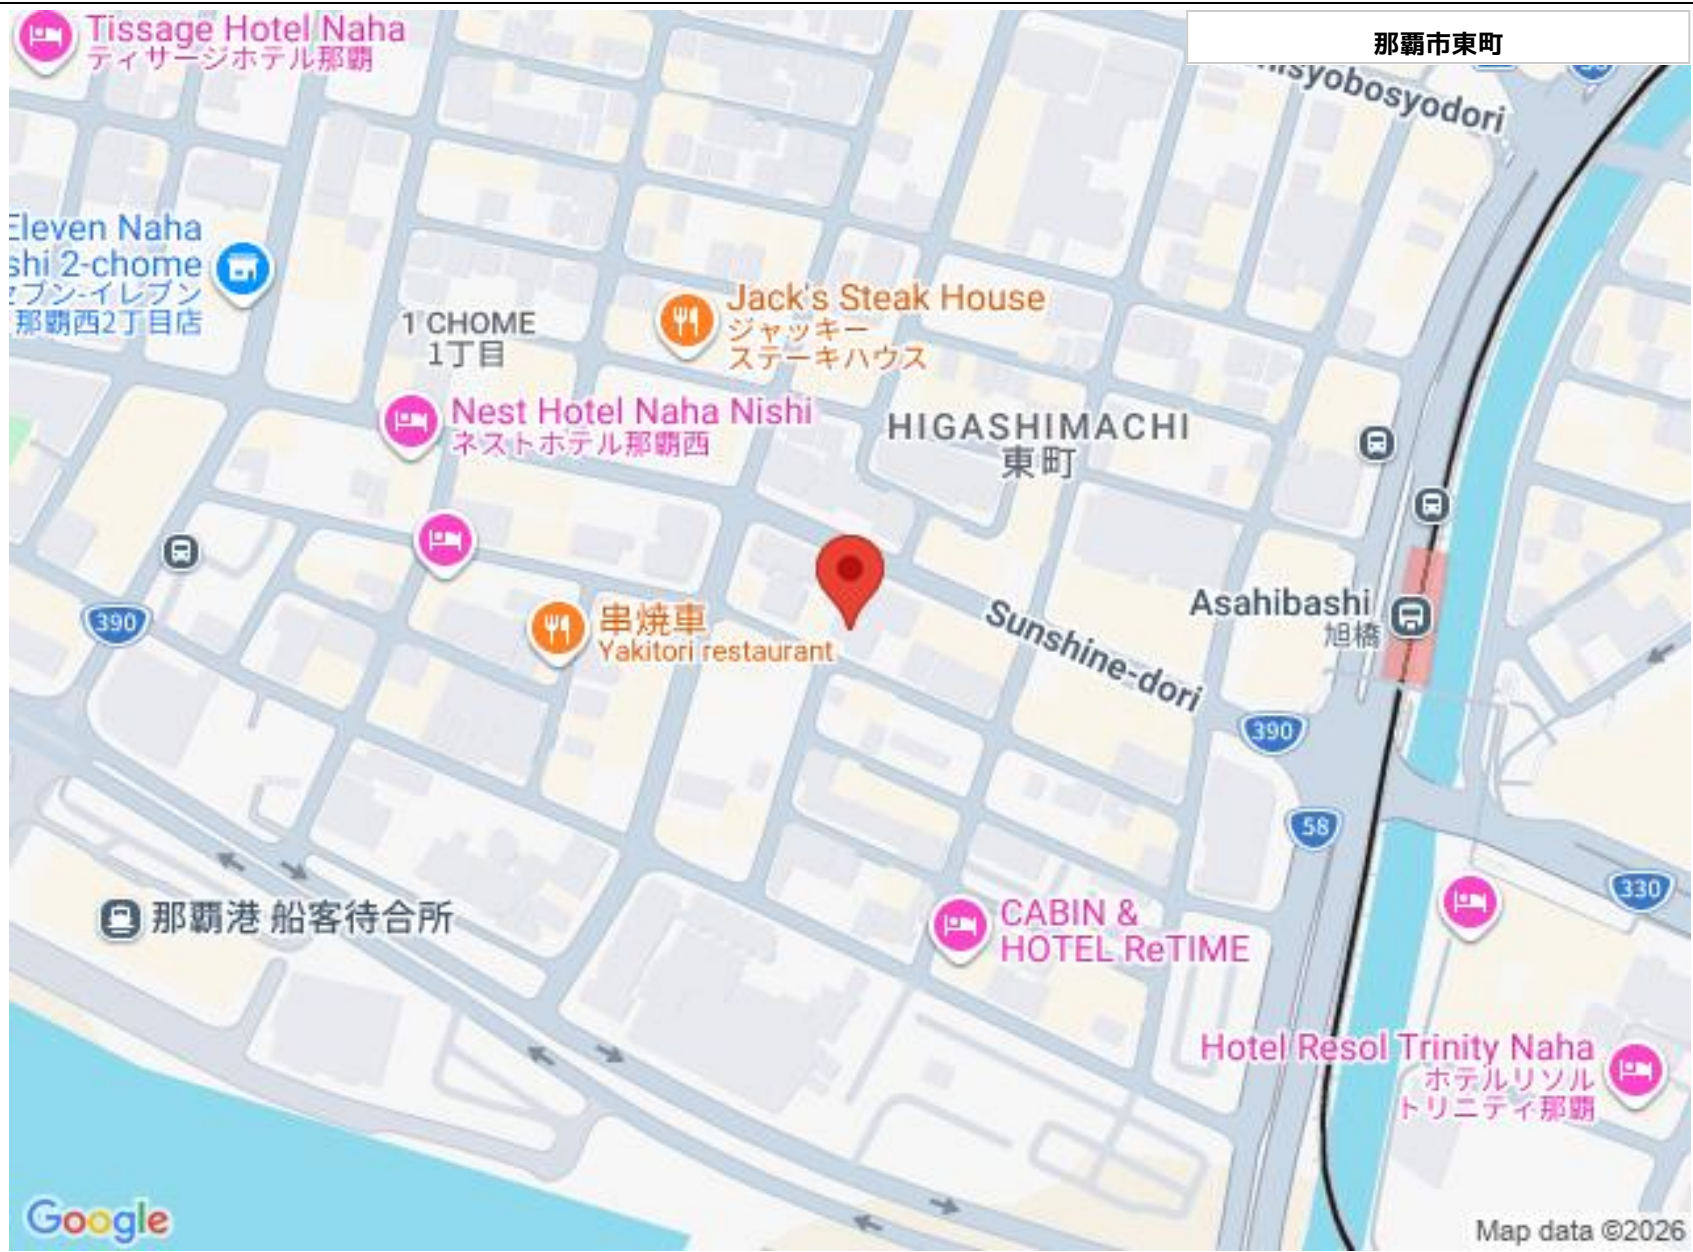 那覇市東町
Tissage Hotel Naha
ティサージホテル那覇
syobosyodori
Eleven Naha
shi 2-chome
セブン-イレブン
那覇西2丁目店
1 CHOME
1丁目
Jack's Steak House
ジャッキー
ステーキハウス
Nest Hotel Naha Nishi
ネストホテル那覇西
HIGASHIMACHI
東町
390
串焼車
Yakitori restaurant
Sunshine-dori
Asahibashi
旭橋
390
58
330
那覇港 船客待合所
CABIN &
HOTEL ReTIME
Hotel Resol Trinity Naha
ホテルリソル
トリニティ那覇
Google
Map data ©2026